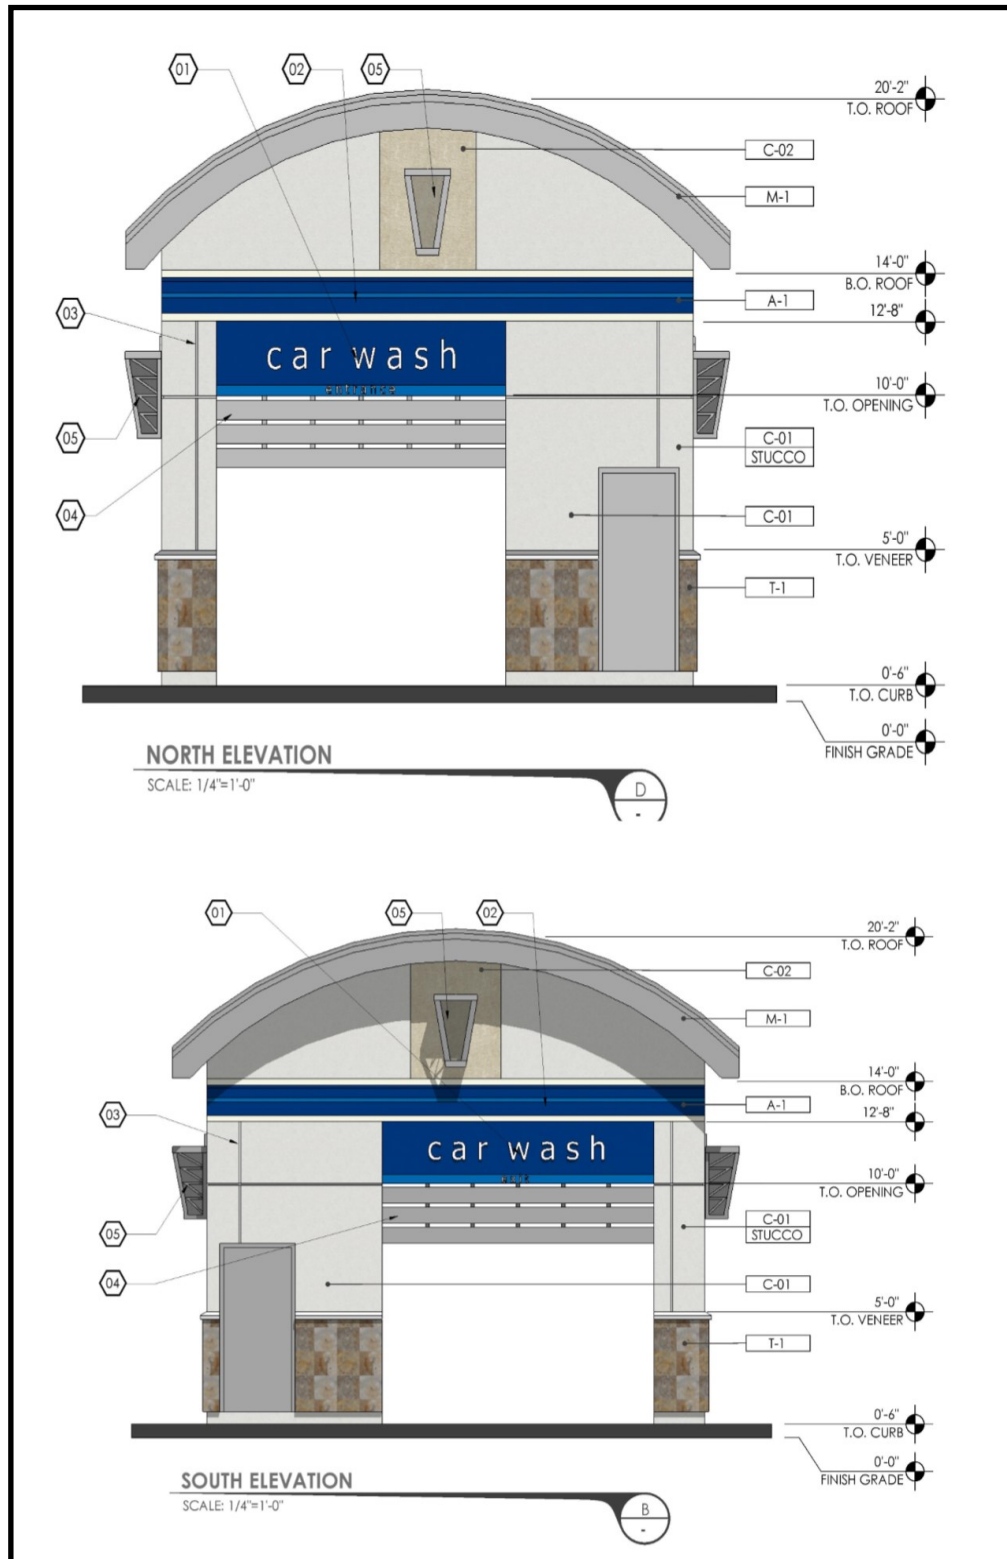 01
02
05
20'-2"
T.O. ROOF
C-02
M-1
14'-0"
B.O. ROOF
A-1
12'-8"
03
car wash
entrance
10'-0"
T.O. OPENING
05
C-01
STUCCO
04
C-01
5'-0"
T.O. VENEER
T-1
0'-6"
T.O. CURB
0'-0"
FINISH GRADE
NORTH ELEVATION
SCALE: 1/4"=1'-0"
D
-
01
05
02
20'-2"
T.O. ROOF
C-02
M-1
14'-0"
B.O. ROOF
A-1
12'-8"
03
car wash
exit
10'-0"
T.O. OPENING
05
C-01
STUCCO
04
C-01
5'-0"
T.O. VENEER
T-1
0'-6"
T.O. CURB
0'-0"
FINISH GRADE
SOUTH ELEVATION
SCALE: 1/4"=1'-0"
B
-